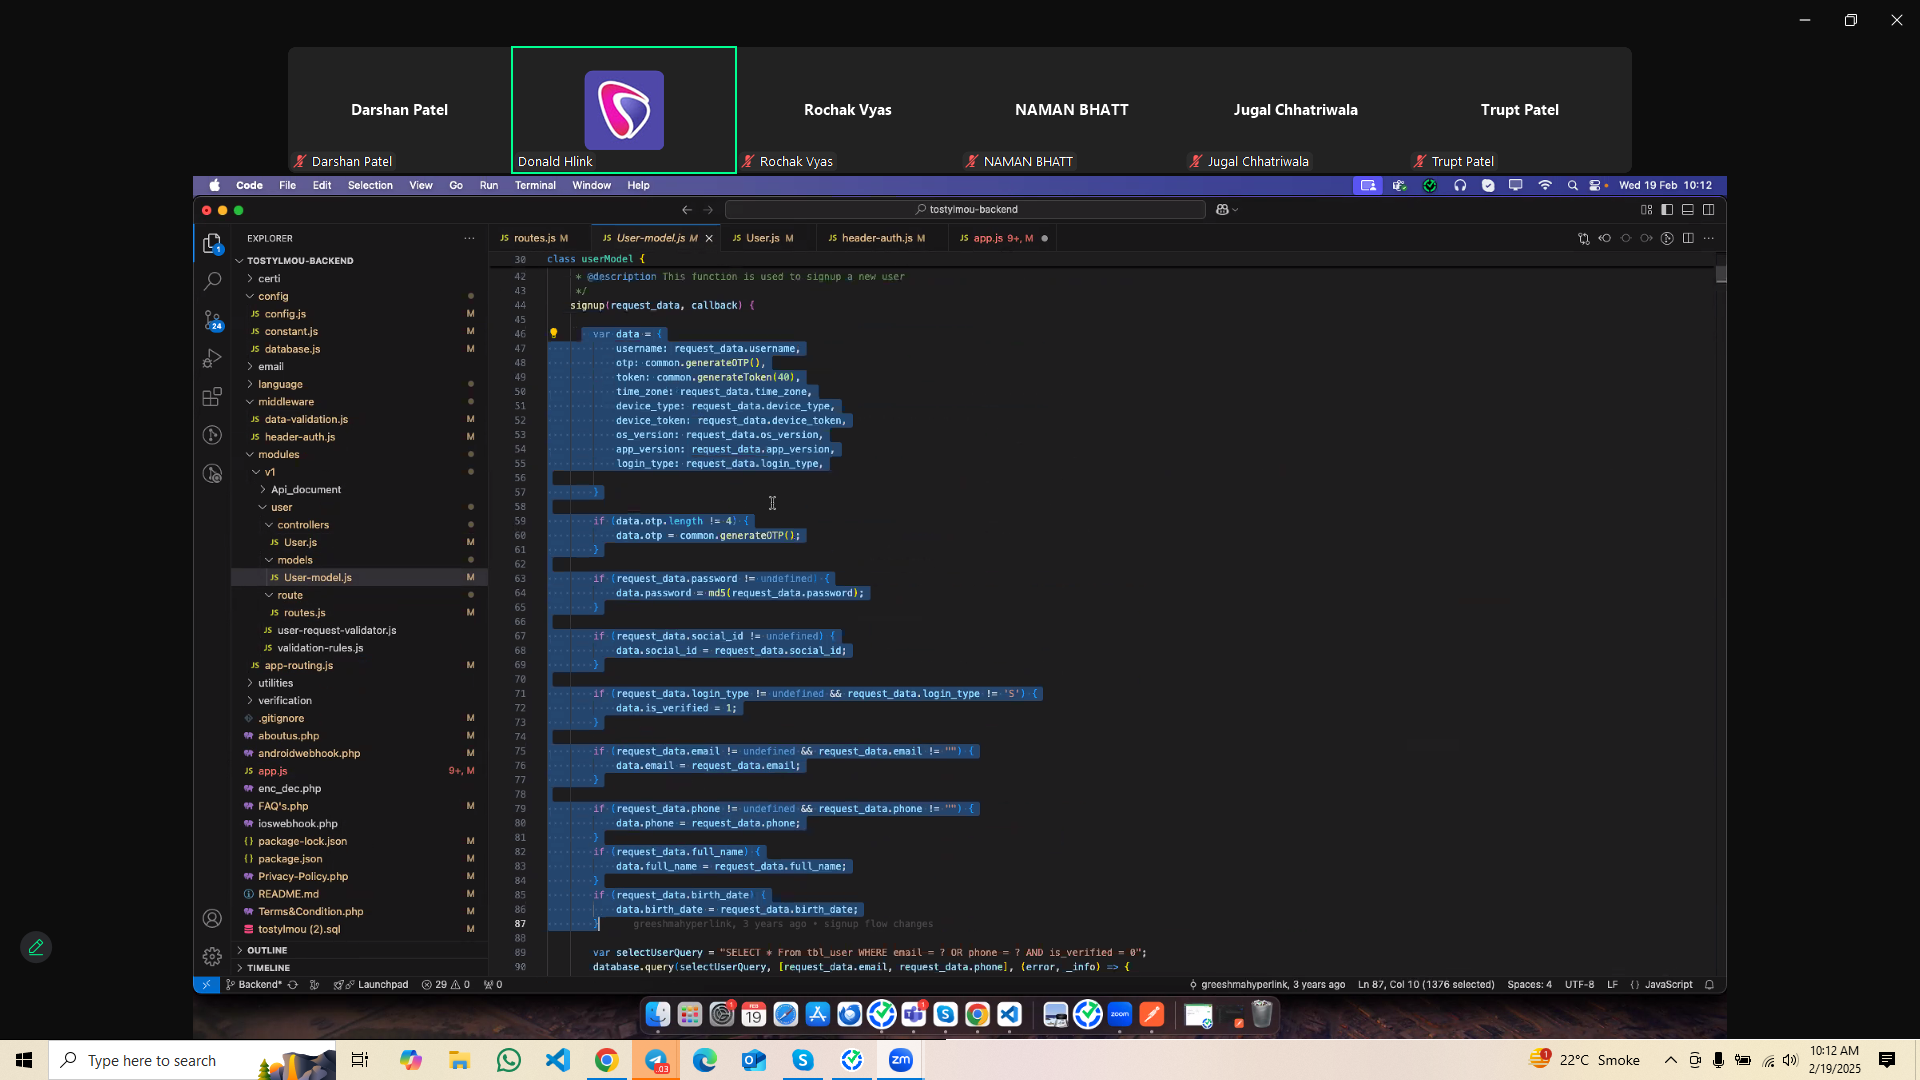 Darshan Patel
Rochak Vyas
NAMAN BHATT
Jugal Chhatriwala
Trupt Patel
Darshan Patel
Donald Hlink
Rochak Vyas
NAMAN BHATT
Jugal Chhatriwala
Trupt Patel
Code File Edit Selection View Go Run Terminal Window Help
Wed 19 Feb 10:12
tostylmou-backend
EXPLORER
routes.js M
User-model.js M
User.js M
header-auth.js M
app.js 9+, M
TOSTYLMOU-BACKEND
certi
config
config.js
constant.js
database.js
email
language
middleware
data-validation.js
header-auth.js
modules
v1
Api_document
user
controllers
User.js M
models
User-model.js M
route
routes.js M
user-request-validator.js
validation-rules.js
app-routing.js M
utilities
verification
.gitignore M
aboutus.php M
androidwebhook.php M
app.js 9+, M
enc_dec.php
FAQ's.php M
ioswebhook.php
package-lock.json M
package.json M
Privacy-Policy.php M
README.md M
Terms&Condition.php M
tostylmou (2).sql M
OUTLINE
TIMELINE
30 class userModel {
42 * @description This function is used to signup a new user
43 */
44 signup(request_data, callback) {
45
46 var data = {
47 username: request_data.username,
48 otp: common.generateOTP(),
49 token: common.generateToken(40),
50 time_zone: request_data.time_zone,
51 device_type: request_data.device_type,
52 device_token: request_data.device_token,
53 os_version: request_data.os_version,
54 app_version: request_data.app_version,
55 login_type: request_data.login_type,
56
57 }
58
59 if (data.otp.length != 4) {
60 data.otp = common.generateOTP();
61 }
62
63 if (request_data.password != undefined) {
64 data.password = md5(request_data.password);
65 }
66
67 if (request_data.social_id != undefined) {
68 data.social_id = request_data.social_id;
69 }
70
71 if (request_data.login_type != undefined && request_data.login_type != 'S') {
72 data.is_verified = 1;
73 }
74
75 if (request_data.email != undefined && request_data.email != "") {
76 data.email = request_data.email;
77 }
78
79 if (request_data.phone != undefined && request_data.phone != "") {
80 data.phone = request_data.phone;
81 }
82 if (request_data.full_name) {
83 data.full_name = request_data.full_name;
84 }
85 if (request_data.birth_date) {
86 data.birth_date = request_data.birth_date;
87 } greeshmahyperlink, 3 years ago • signup flow changes
88
89 var selectUserQuery = "SELECT * From tbl_user WHERE email = ? OR phone = ? AND is_verified = 0";
90 database.query(selectUserQuery, [request_data.email, request_data.phone], (error, _info) => {
1
24
Backend* Launchpad 29 0 0
greeshmahyperlink, 3 years ago Ln 87, Col 10 (1376 selected) Spaces: 4 UTF-8 LF {} JavaScript
1
FEB
19
1
zoom
Type here to search
.03
zm
1
22°C Smoke
10:12 AM
2/19/2025